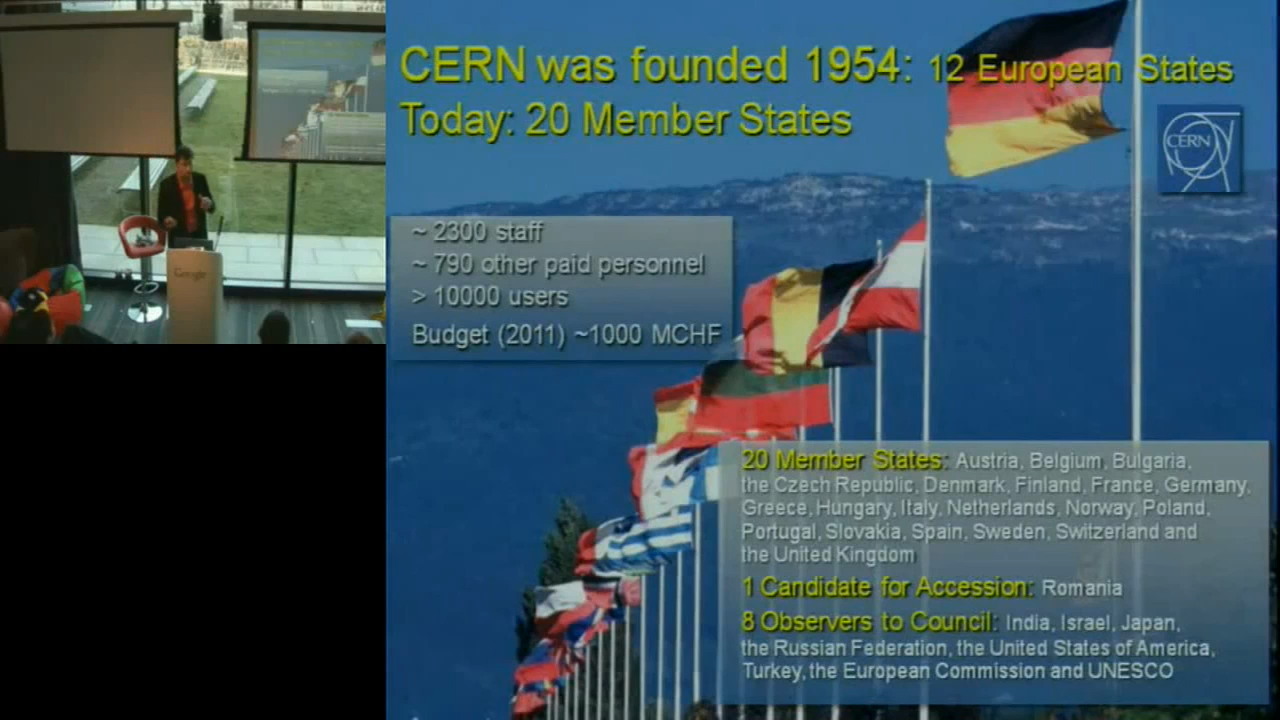 CERN was founded 1954: 12 European States
Today: 20 Member States
CERN
~ 2300 staff
~ 790 other paid personnel
> 10000 users
Budget (2011) ~1000 MCHF
Google
20 Member States: Austria, Belgium, Bulgaria,
the Czech Republic, Denmark, Finland, France, Germany,
Greece, Hungary, Italy, Netherlands, Norway, Poland,
Portugal, Slovakia, Spain, Sweden, Switzerland and
the United Kingdom
1 Candidate for Accession: Romania
8 Observers to Council: India, Israel, Japan,
the Russian Federation, the United States of America,
Turkey, the European Commission and UNESCO